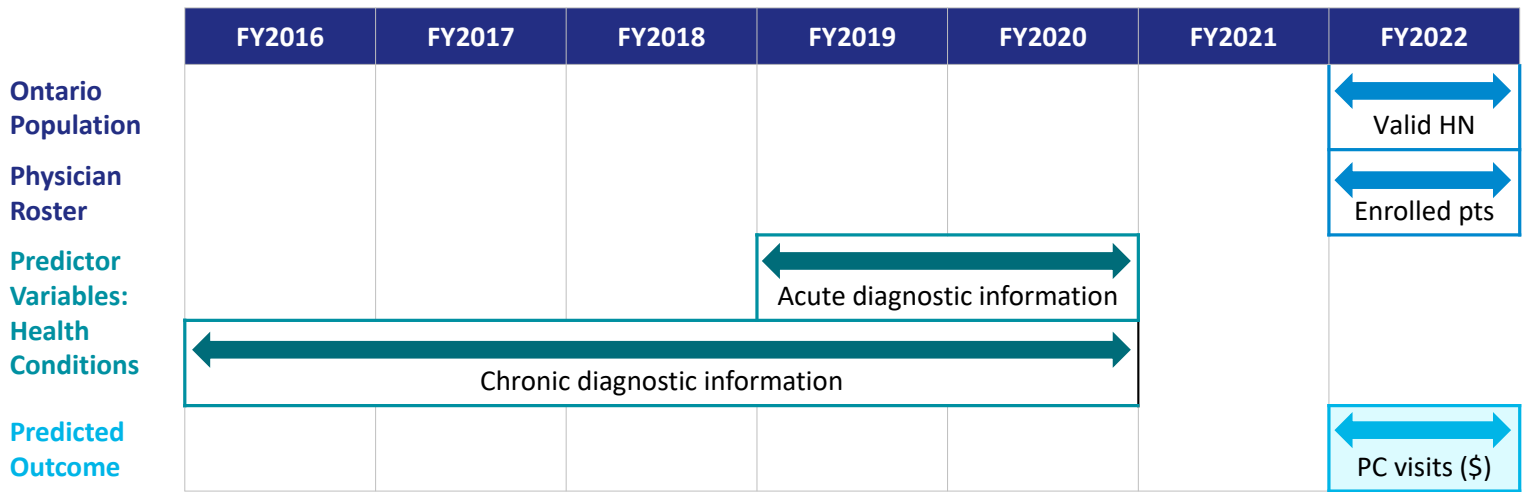 FY2016 FY2017 FY2018 FY2019 FY2020 FY2021 FY2022
Ontario
Population
Valid HN
Physician
Roster
Enrolled pts
Predictor
Variables:
Health
Conditions
Acute diagnostic information
Chronic diagnostic information
Predicted
Outcome
PC visits ($)